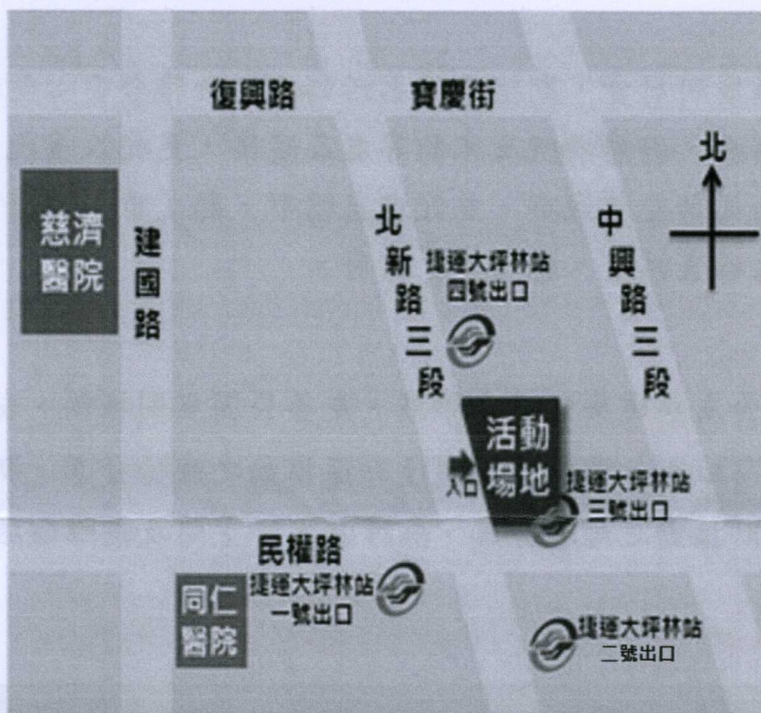 復興路
寶慶街
北
慈濟
醫院
建國路
北新路三段
捷運大坪林站
四號出口
中興路三段
活動
場地
入口
捷運大坪林站
三號出口
民權路
同仁
醫院
捷運大坪林站
一號出口
捷運大坪林站
二號出口